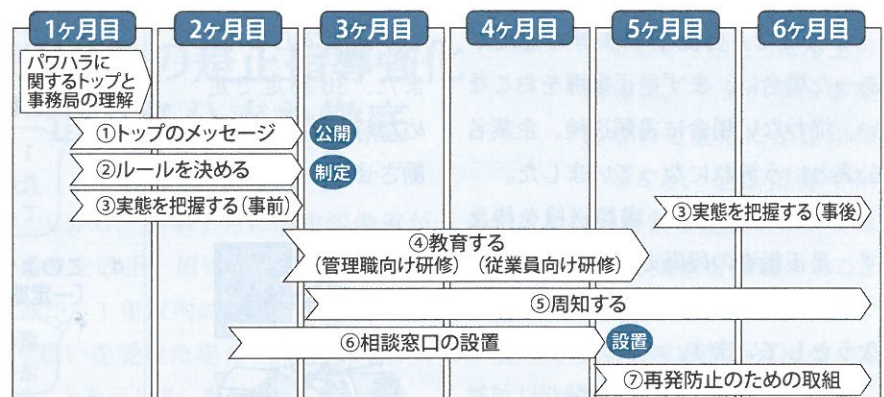 1ヶ月目 2ヶ月目 3ヶ月目 4ヶ月目 5ヶ月目 6ヶ月目
パワハラに
関するトップと
事務局の理解
①トップのメッセージ 公開
②ルールを決める 制定
③実態を把握する(事前) ③実態を把握する(事後)
④教育する
(管理職向け研修) (従業員向け研修)
⑤周知する
⑥相談窓口の設置 設置
⑦再発防止のための取組